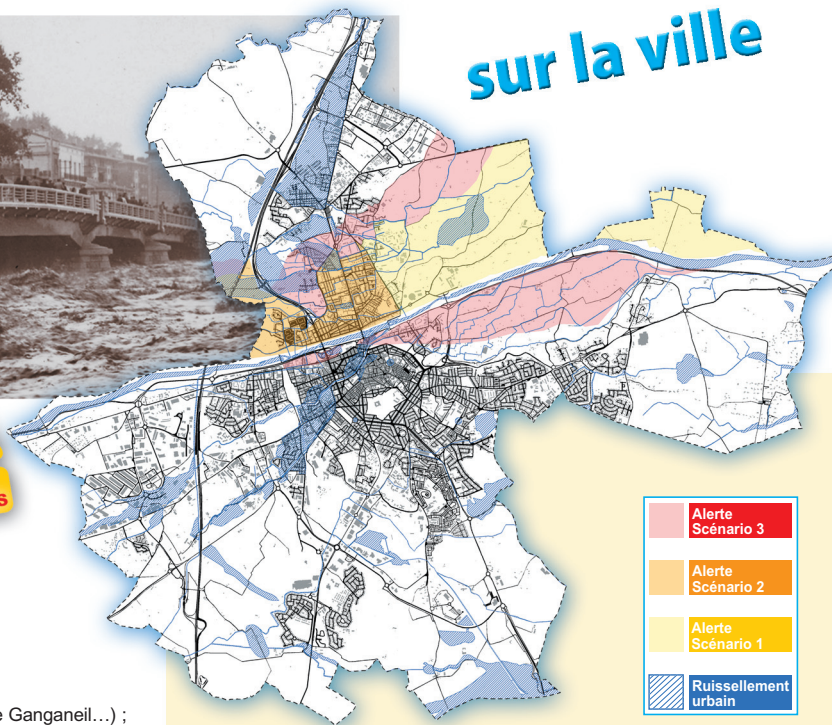 sur la ville
s
Alerte
Scénario 3
Alerte
Scénario 2
Alerte
Scénario 1
Ruissellement
urbain
e Ganganeil…) ;